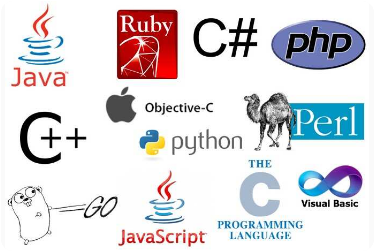 Java
Ruby
C#
php
C++
Objective-C
python
Perl
GO
JavaScript
THE
C
PROGRAMMING
LANGUAGE
Visual Basic